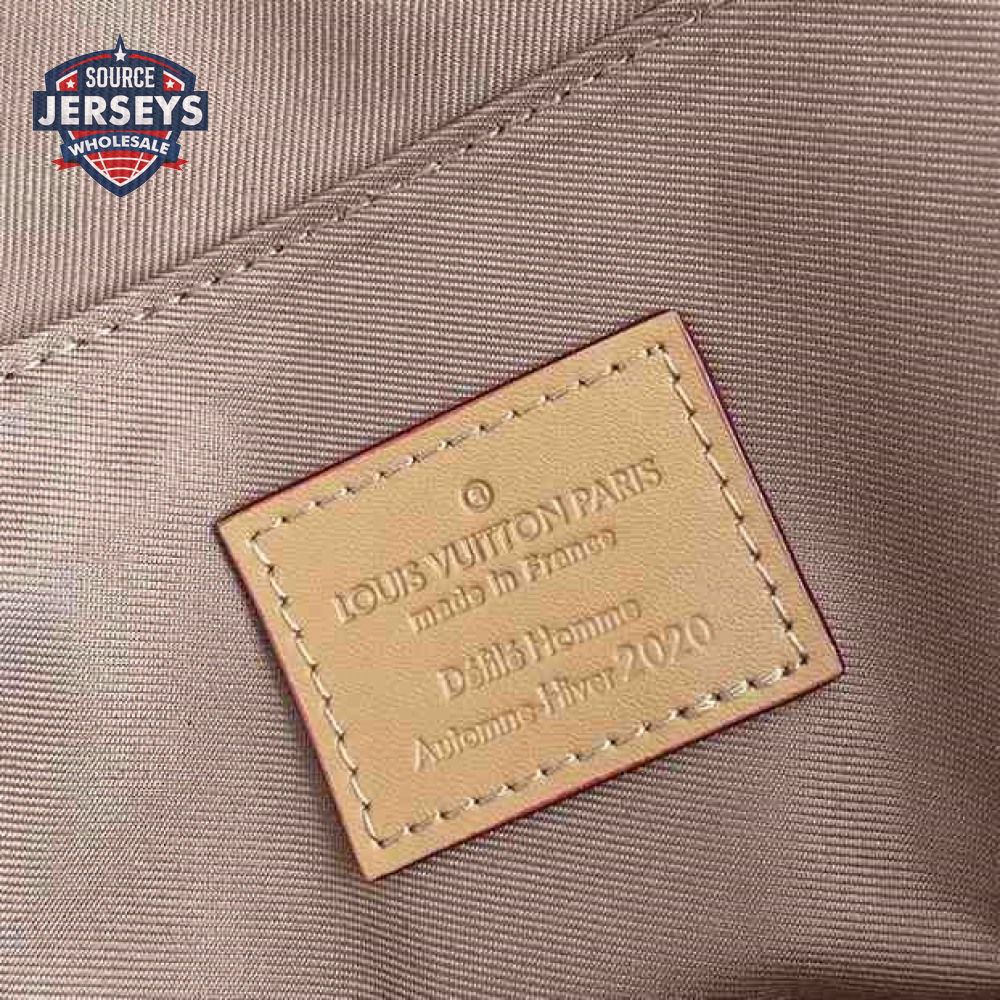 SOURCE
JERSEYS
WHOLESALE
®
LOUIS VUITTON PARIS
made in France
Défilé Homme
Automne-Hiver 2020